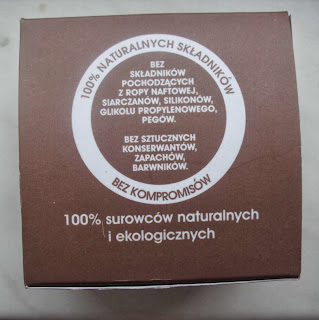 100% NATURALNYCH SKŁADNIKÓW
BEZ
SKŁADNIKÓW
POCHODZĄCYCH
Z ROPY NAFTOWEJ,
SIARCZANÓW, SILIKONÓW,
GLIKOLU PROPYLENOWEGO,
PEGÓW.
BEZ SZTUCZNYCH
KONSERWANTÓW,
ZAPACHÓW,
BARWNIKÓW.
BEZ KOMPROMISÓW
100% surowców naturalnych
i ekologicznych